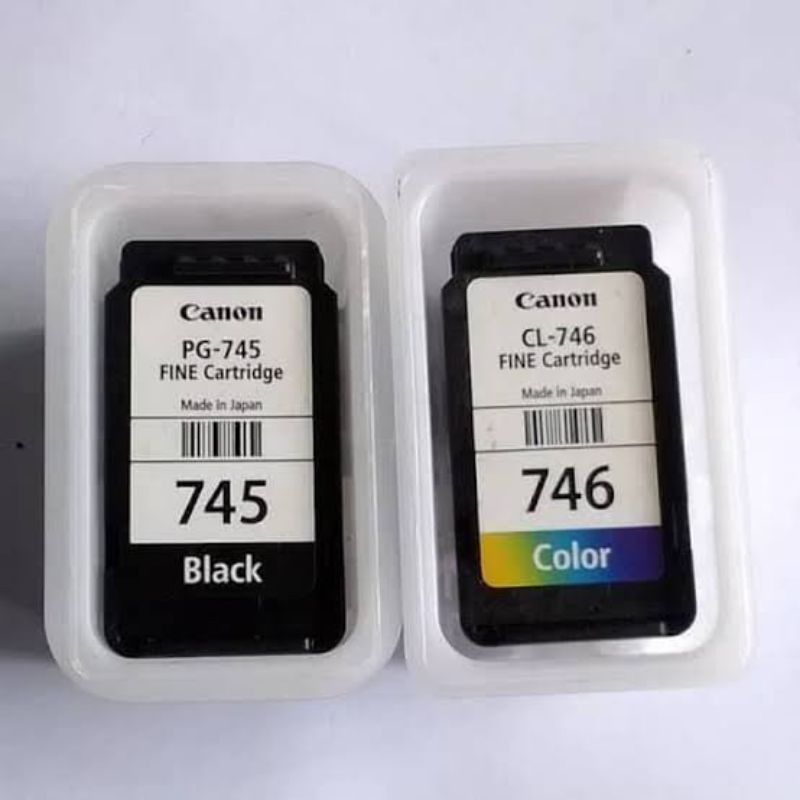 Canon
PG-745
FINE Cartridge
Made in Japan
745
Black
Canon
CL-746
FINE Cartridge
Made in Japan
746
Color